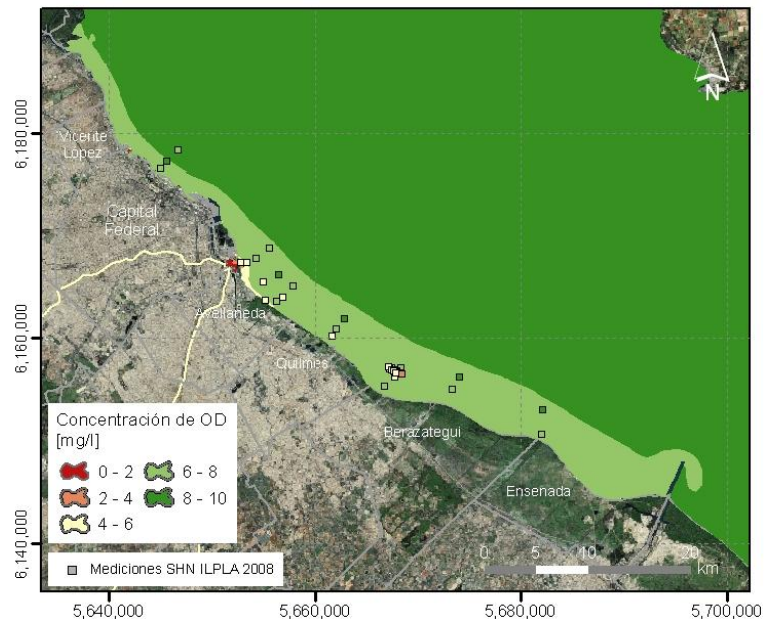 N
Vicente
López
Capital
Federal
Avellaneda
Quilmes
Berazategui
Ensenada
Concentración de OD
[mg/l]
0 - 2
6 - 8
2 - 4
8 - 10
4 - 6
Mediciones SHN ILPLA 2008
0 5 10 20
km
6,180,000
6,160,000
6,140,000
5,640,000
5,660,000
5,680,000
5,700,000